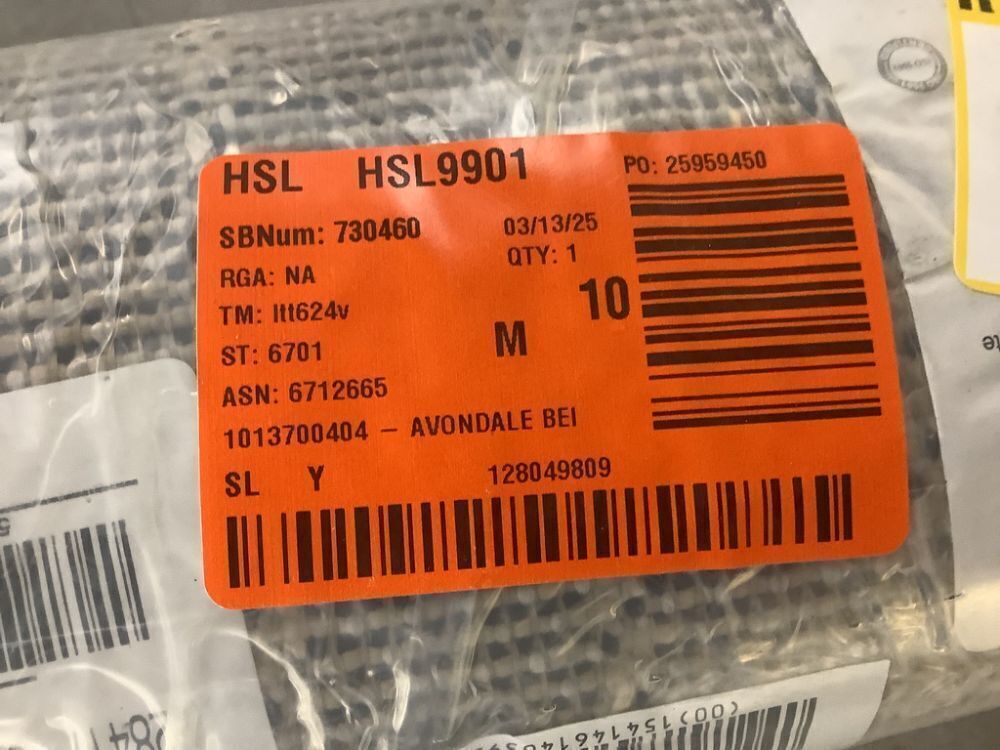 HSL HSL9901 PO: 25959450
SBNum: 730460 03/13/25
RGA: NA QTY: 1
TM: ltt624v 10
ST: 6701 M
ASN: 6712665
1013700404 – AVONDALE BEI
SL Y 128049809